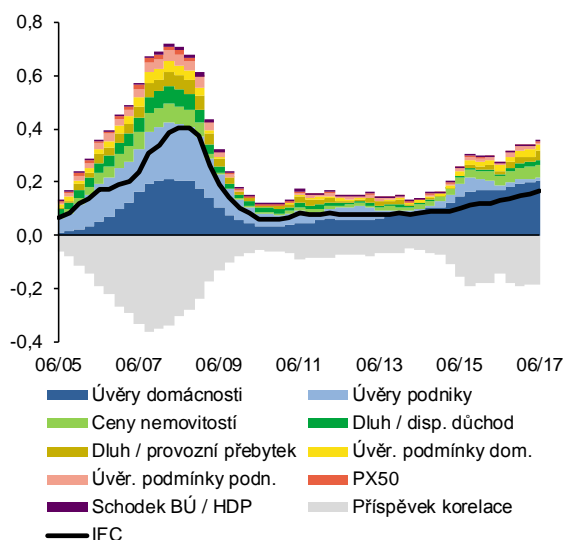 0,8
0,6
0,4
0,2
0,0
-0,2
-0,4
06/05 06/07 06/09 06/11 06/13 06/15 06/17
Úvěry domácnosti Úvěry podniky
Ceny nemovitostí Dluh / disp. důchod
Dluh / provozní přebytek Úvěr. podmínky dom.
Úvěr. podmínky podn. PX50
Schodek BÚ / HDP Příspěvek korelace
IFC